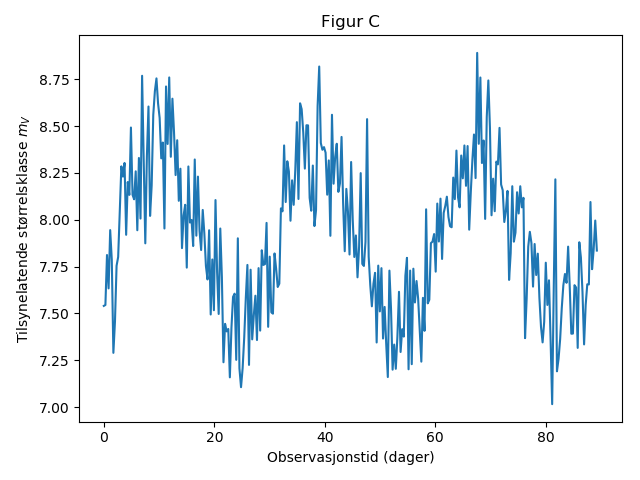 Figur C
Tilsynelatende størrelsklasse m_V
8.75
8.50
8.25
8.00
7.75
7.50
7.25
7.00
0 20 40 60 80
Observasjonstid (dager)